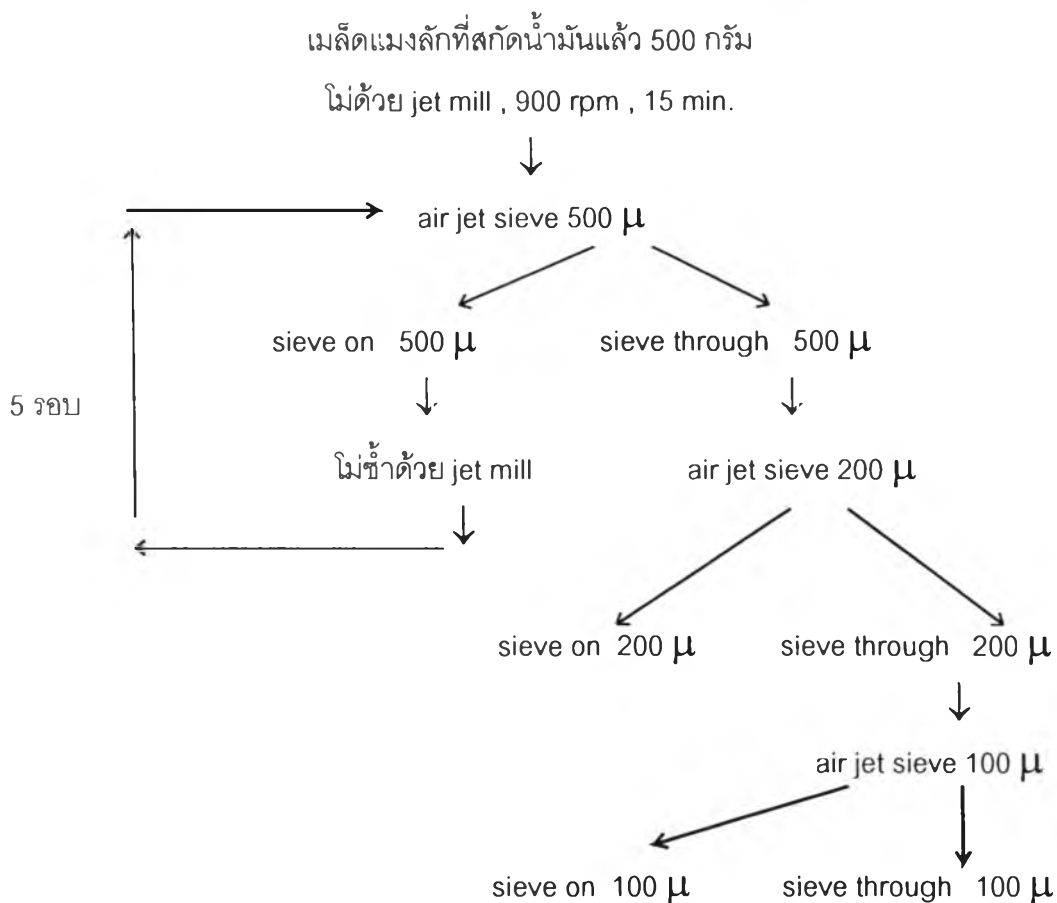 เมล็ดแมงลักที่สกัดน้ำมันแล้ว 500 กรัม
โม่ด้วย jet mill , 900 rpm , 15 min.
air jet sieve 500 μ
sieve on 500 μ
sieve through 500 μ
5 รอบ
โม่ซ้ำด้วย jet mill
air jet sieve 200 μ
sieve on 200 μ
sieve through 200 μ
air jet sieve 100 μ
sieve on 100 μ
sieve through 100 μ